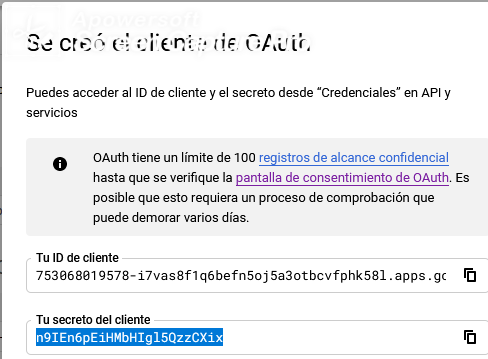 Apowersoft
Se creó el cliente de OAuth
Puedes acceder al ID de cliente y el secreto desde “Credenciales” en API y
servicios
OAuth tiene un límite de 100 registros de alcance confidencial
hasta que se verifique la pantalla de consentimiento de OAuth. Es
posible que esto requiera un proceso de comprobación que
puede demorar varios días.
Tu ID de cliente
753068019578-i7vas8f1q6befn5oj5a3otbcvfphk58l.apps.gc
Tu secreto del cliente
n9IEn6pEiHMbHIgl5QzzCXix